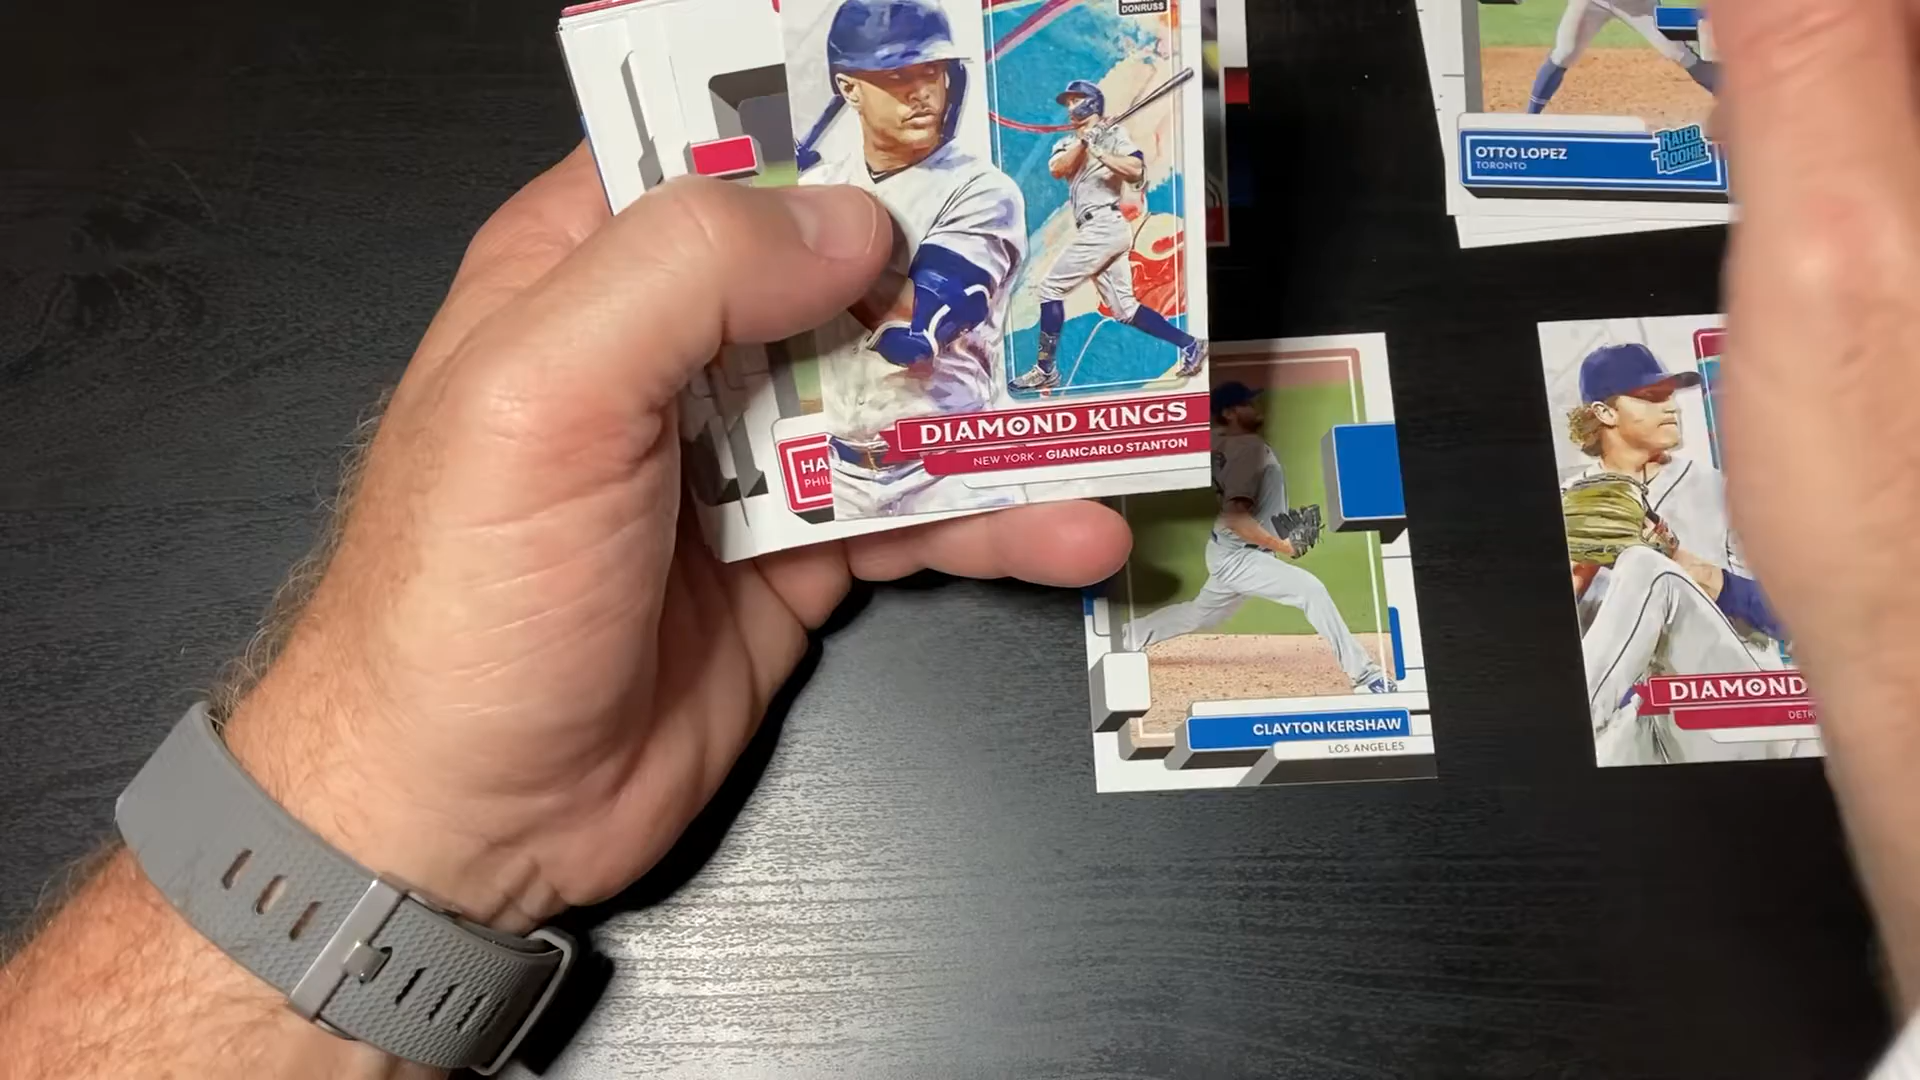 DONRUSS
OTTO LOPEZ
TORONTO
RATED
ROOKIE
DIAMOND KINGS
NEW YORK • GIANCARLO STANTON
HA
PHIL
DIAMOND
DETR
CLAYTON KERSHAW
LOS ANGELES